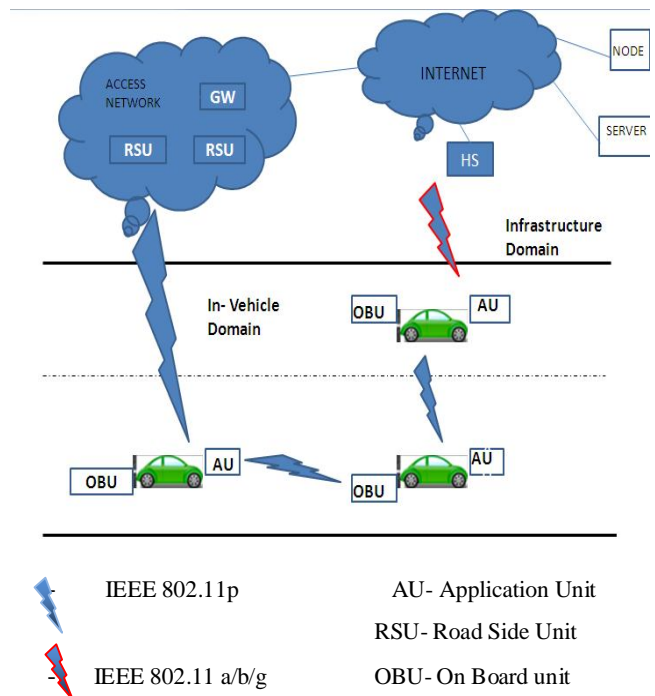 ACCESS
NETWORK
GW
RSU RSU
INTERNET
NODE
SERVER
HS
Infrastructure
Domain
In- Vehicle
Domain
OBU AU
OBU AU
OBU AU
- IEEE 802.11p AU- Application Unit
RSU- Road Side Unit
- IEEE 802.11 a/b/g OBU- On Board unit